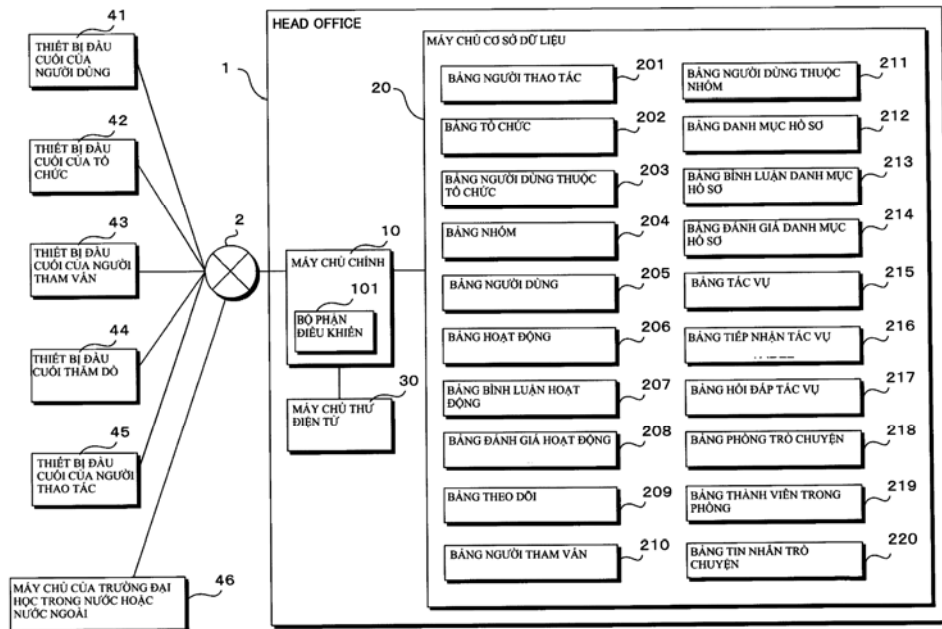 41
THIẾT BỊ ĐẦU
CUỐI CỦA
NGƯỜI DÙNG
42
THIẾT BỊ ĐẦU
CUỐI CỦA TỔ
CHỨC
43
THIẾT BỊ ĐẦU
CUỐI CỦA NGƯỜI
THAM VẤN
44
THIẾT BỊ ĐẦU
CUỐI THĂM DÒ
45
THIẾT BỊ ĐẦU
CUỐI CỦA NGƯỜI
THAO TÁC
46
MÁY CHỦ CỦA TRƯỜNG ĐẠI
HỌC TRONG NƯỚC HOẶC
NƯỚC NGOÀI
2
1
HEAD OFFICE
10
MÁY CHỦ CHÍNH
101
BỘ PHẬN
ĐIỀU KHIỂN
30
MÁY CHỦ THƯ
ĐIỆN TỬ
20
MÁY CHỦ CƠ SỞ DỮ LIỆU
BẢNG NGƯỜI THAO TÁC
201
BẢNG TỔ CHỨC
202
BẢNG NGƯỜI DÙNG THUỘC
TỔ CHỨC
203
BẢNG NHÓM
204
BẢNG NGƯỜI DÙNG
205
BẢNG HOẠT ĐỘNG
206
BẢNG BÌNH LUẬN HOẠT
ĐỘNG
207
BẢNG ĐÁNH GIÁ HOẠT ĐỘNG
208
BẢNG THEO DÕI
209
BẢNG NGƯỜI THAM VẤN
210
BẢNG NGƯỜI DÙNG THUỘC
NHÓM
211
BẢNG DANH MỤC HỒ SƠ
212
BẢNG BÌNH LUẬN DANH MỤC
HỒ SƠ
213
BẢNG ĐÁNH GIÁ DANH MỤC
HỒ SƠ
214
BẢNG TÁC VỤ
215
BẢNG TIẾP NHẬN TÁC VỤ
216
BẢNG HỒI ĐÁP TÁC VỤ
217
BẢNG PHÒNG TRÒ CHUYỆN
218
BẢNG THÀNH VIÊN TRONG
PHÒNG
219
BẢNG TIN NHẮN TRÒ
CHUYỆN
220